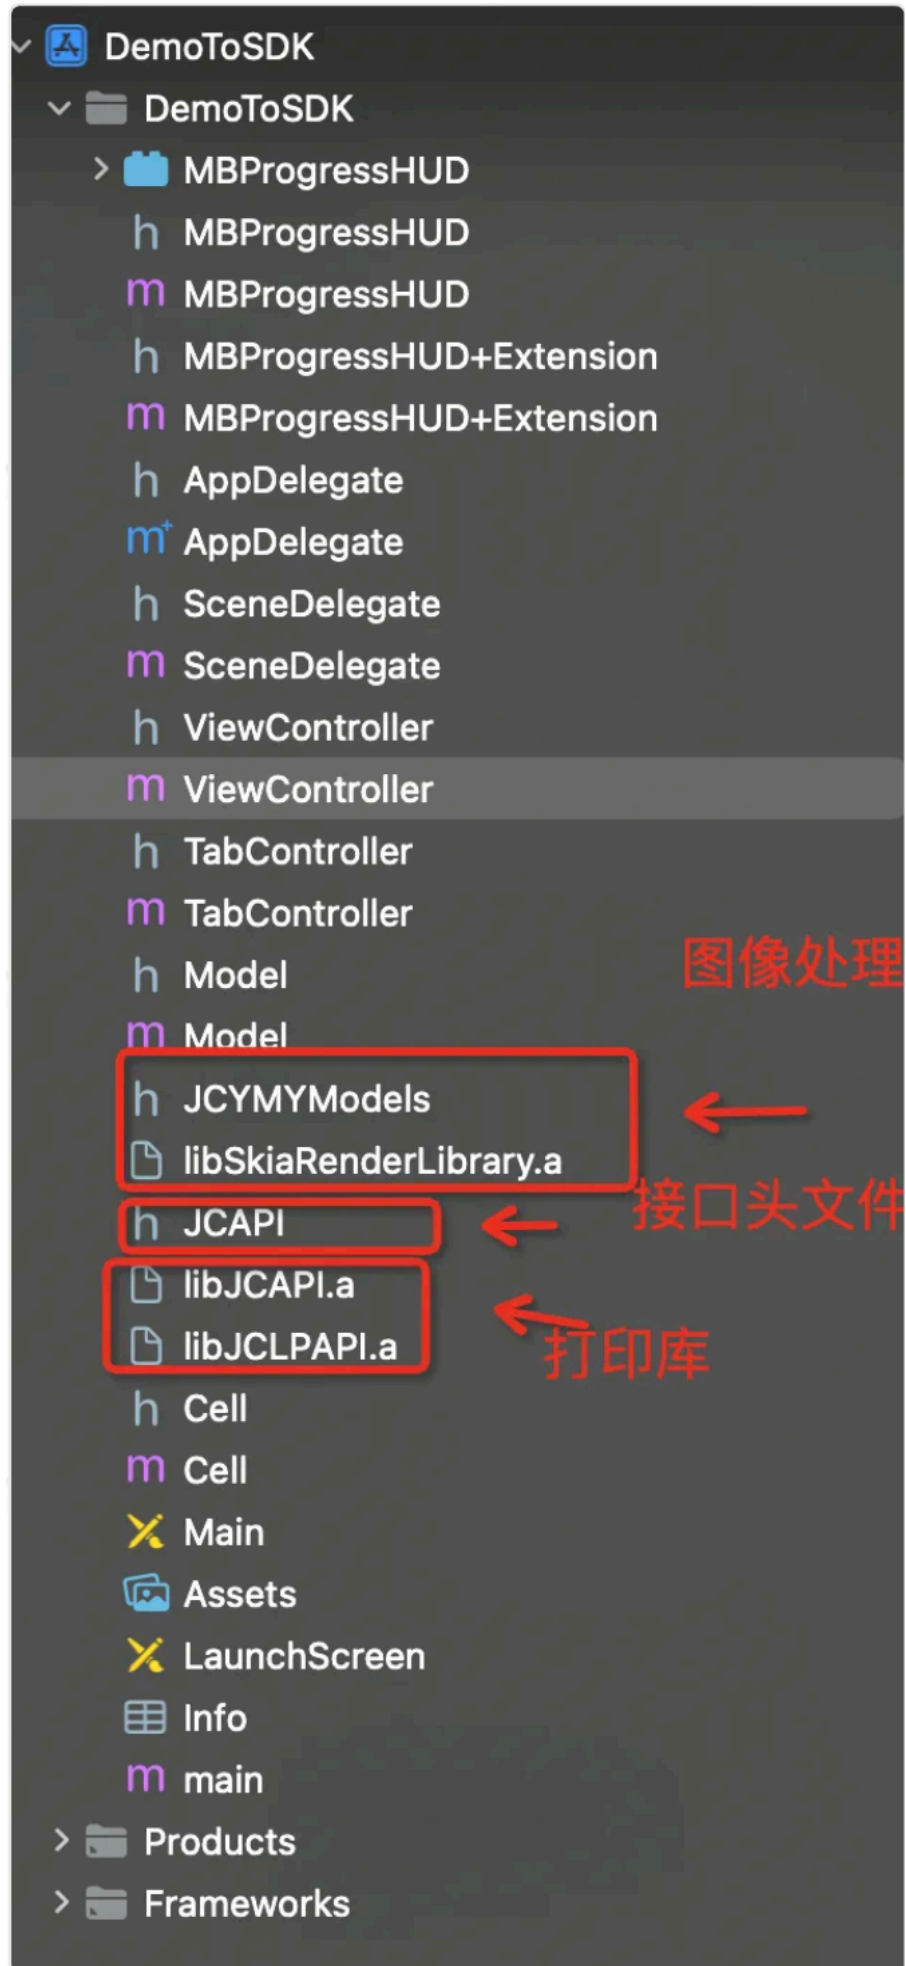 DemoToSDK
DemoToSDK
MBProgressHUD
h MBProgressHUD
m MBProgressHUD
h MBProgressHUD+Extension
m MBProgressHUD+Extension
h AppDelegate
m+ AppDelegate
h SceneDelegate
m SceneDelegate
h ViewController
m ViewController
h TabController
m TabController
图像处理
h Model
m Model
h JCYMYModels
libSkiaRenderLibrary.a
接口头文件
h JCAPI
libJCAPI.a
libJCLPAPI.a
打印库
h Cell
m Cell
Main
Assets
LaunchScreen
Info
m main
Products
Frameworks